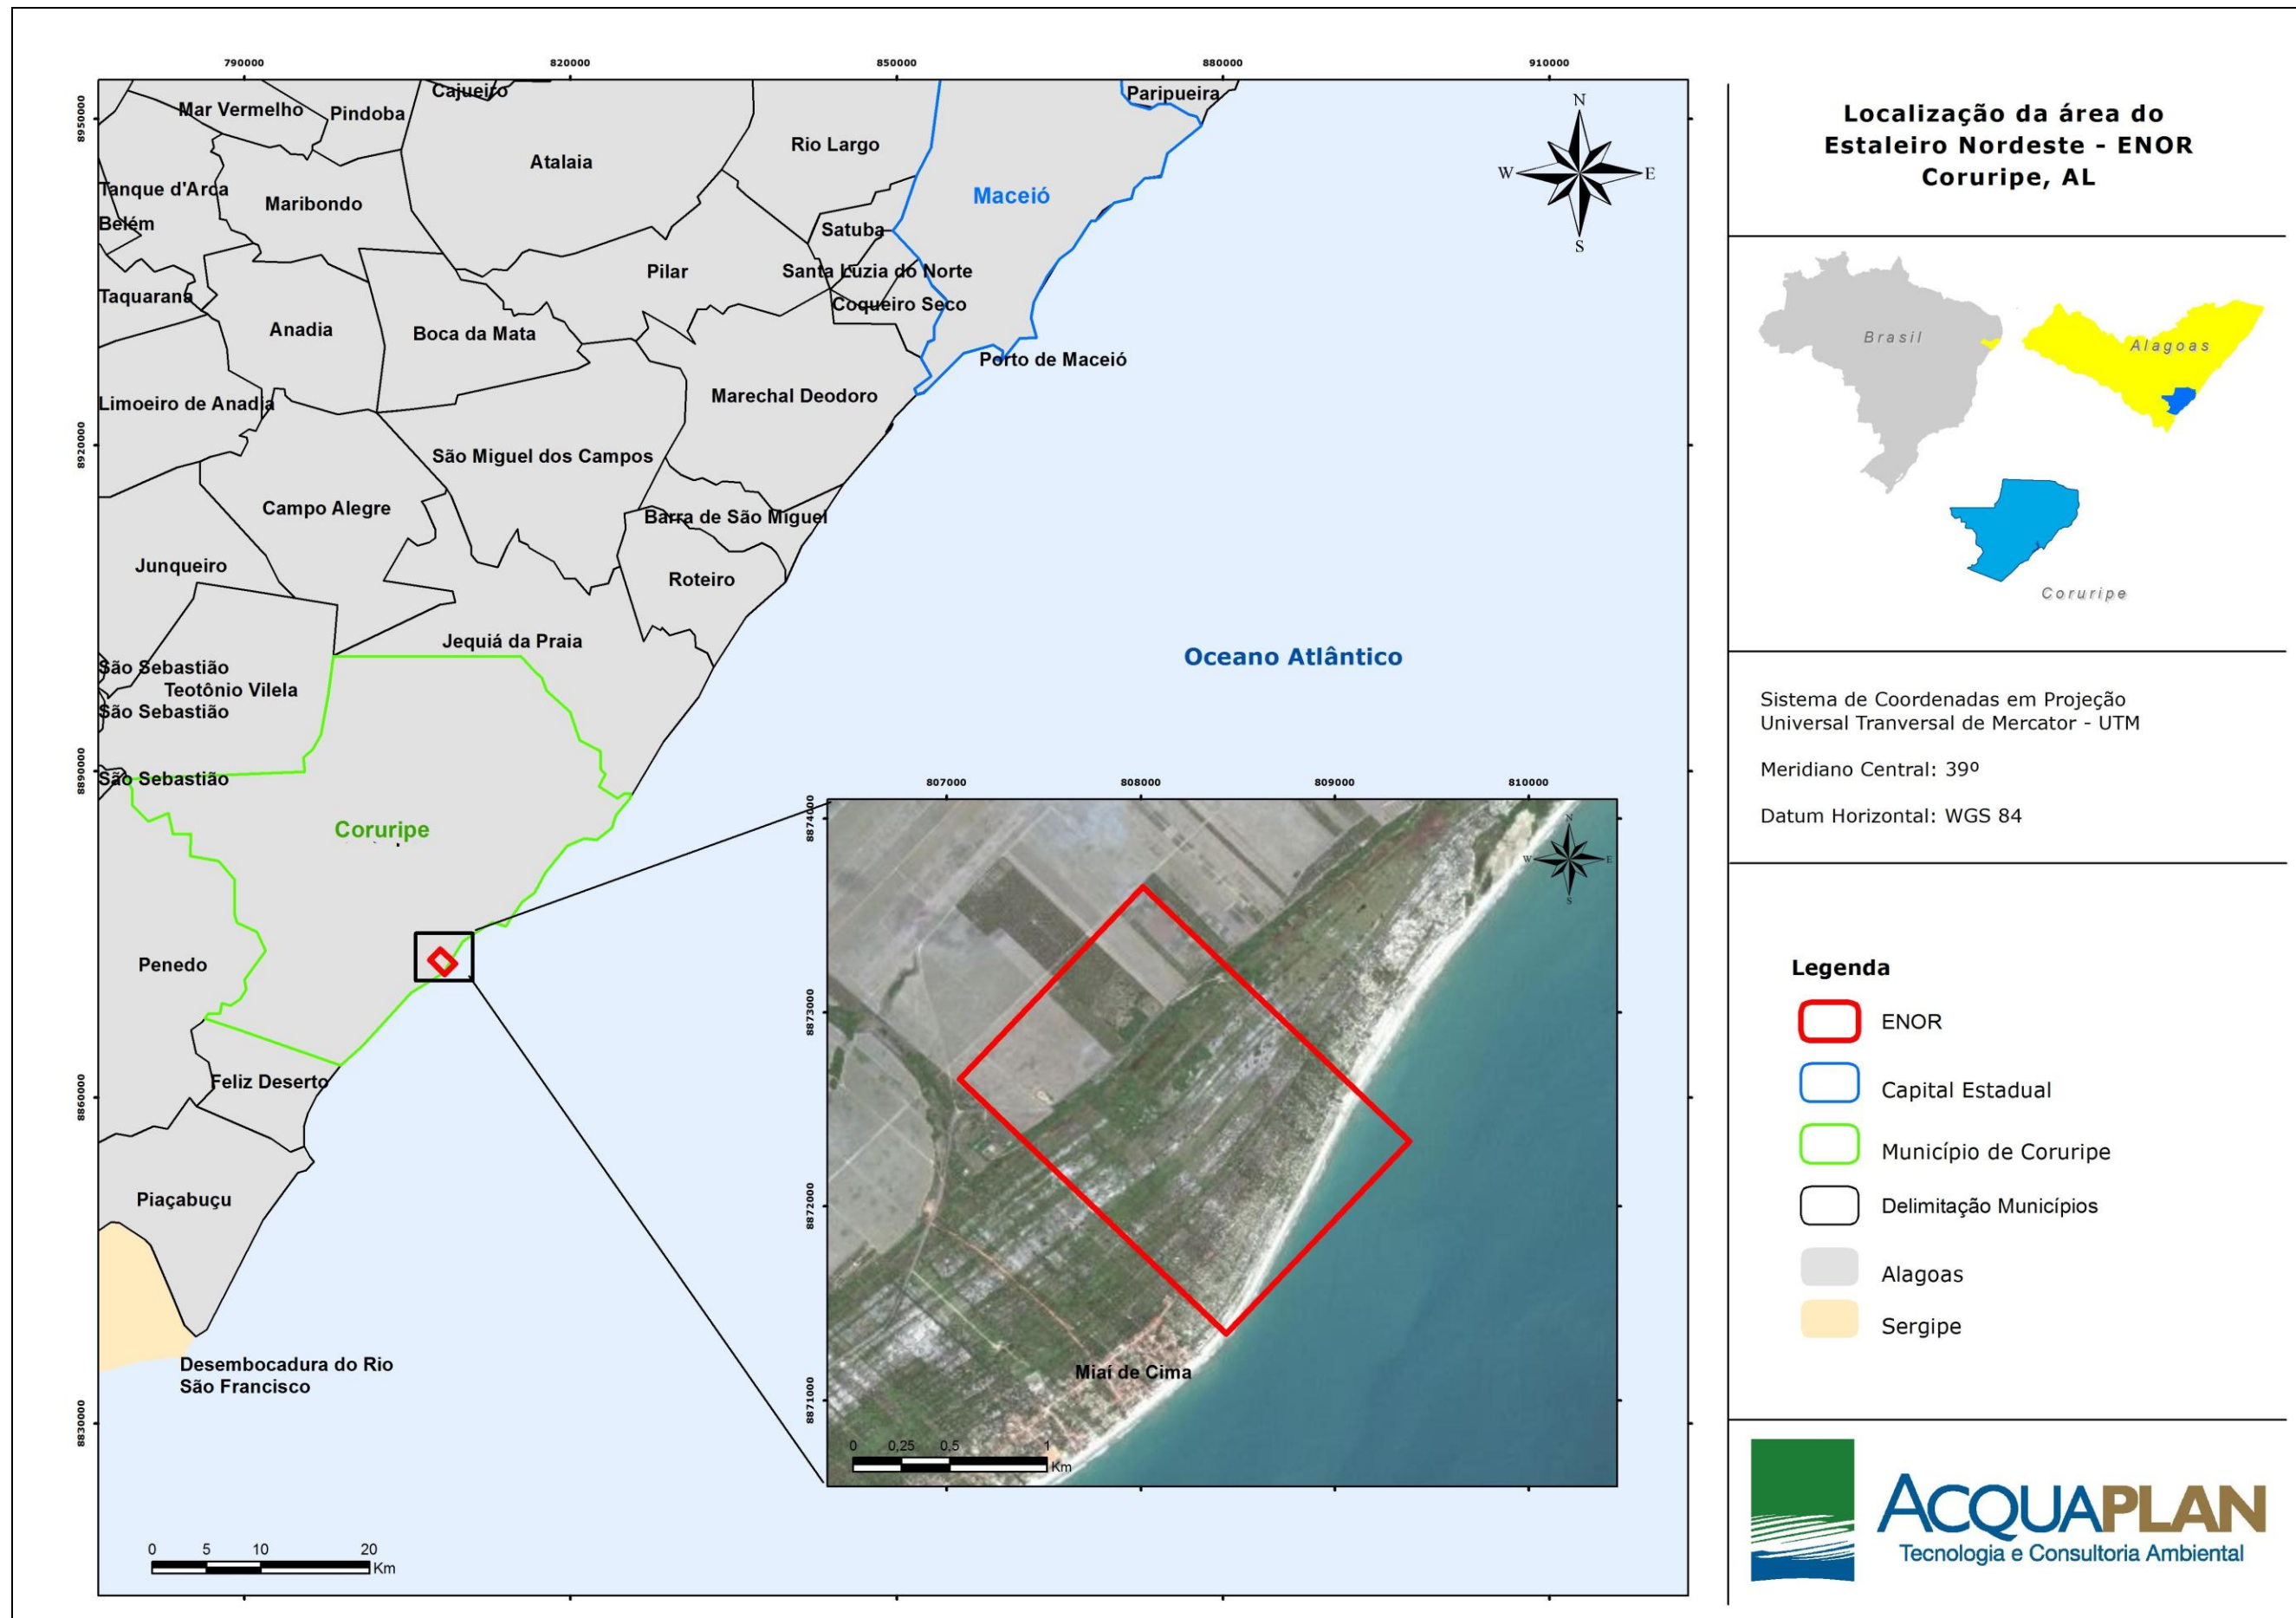 790000
820000
850000
880000
910000
8950000
8920000
8890000
8860000
8830000
Cajueiro
Mar Vermelho
Pindoba
Paripueira
Rio Largo
Atalaia
Tanque d'Arca
Maribondo
Maceió
Belém
Satuba
Pilar
Santa Luzia do Norte
Taquarana
Coqueiro Seco
Anadia
Boca da Mata
Porto de Maceió
Marechal Deodoro
Limoeiro de Anadia
São Miguel dos Campos
Campo Alegre
Barra de São Miguel
Junqueiro
Roteiro
Jequiá da Praia
Oceano Atlântico
São Sebastião
Teotônio Vilela
São Sebastião
São Sebastião
Coruripe
Penedo
Feliz Deserto
Piaçabuçu
Desembocadura do Rio
São Francisco
N
W
E
S
0 5 10 20
Km
807000
808000
809000
810000
8874000
8873000
8872000
8871000
N
W
E
S
Miaí de Cima
0 0,25 0,5 1
Km
Localização da área do
Estaleiro Nordeste - ENOR
Coruripe, AL
Brasil
Alagoas
Coruripe
Sistema de Coordenadas em Projeção
Universal Tranversal de Mercator - UTM
Meridiano Central: 39º
Datum Horizontal: WGS 84
Legenda
ENOR
Capital Estadual
Município de Coruripe
Delimitação Municípios
Alagoas
Sergipe
ACQUAPLAN
Tecnologia e Consultoria Ambiental